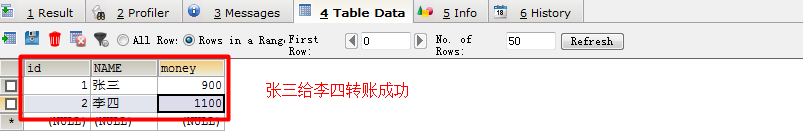 1 Result 2 Profiler 3 Messages 4 Table Data 5 Info 6 History
All Row: Rows in a Rang First Row: 0 No. of Rows: 50 Refresh
id NAME money
1 张三 900
张三给李四转账成功
2 李四 1100
* (NULL) (NULL) (NULL)